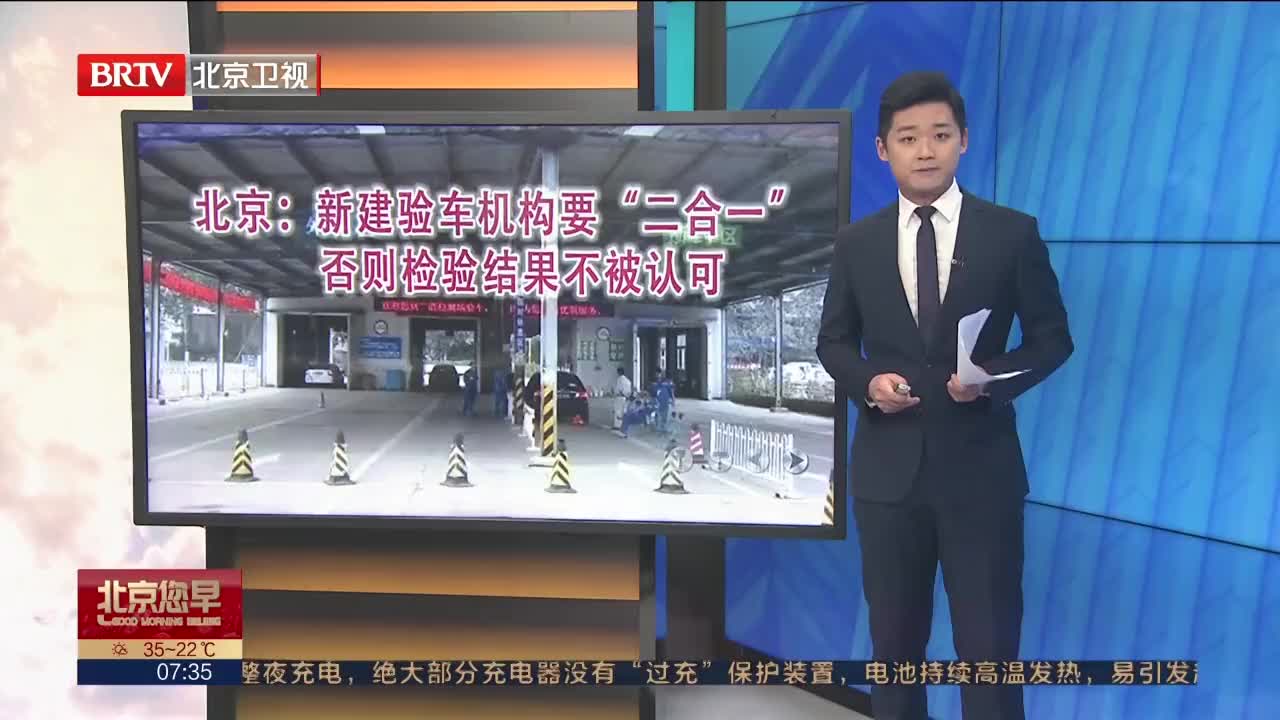 BRTV 北京卫视
北京：新建验车机构要“二合一”
否则检验结果不被认可
北京您早
GOOD MORNING BEIJING
35~22℃
07:35
整夜充电，绝大部分充电器没有“过充”保护装置，电池持续高温发热，易引发